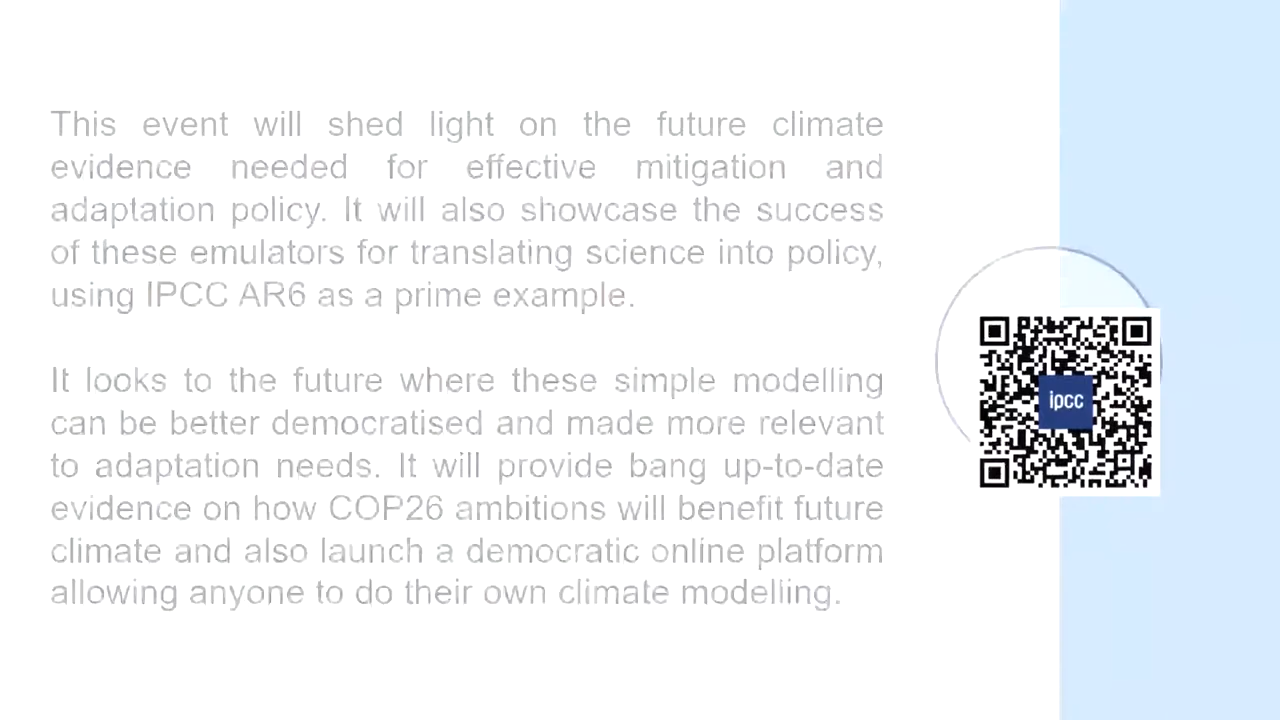 This event will shed light on the future climate
evidence needed for effective mitigation and
adaptation policy. It will also showcase the success
of these emulators for translating science into policy,
using IPCC AR6 as a prime example.
It looks to the future where these simple modelling
can be better democratised and made more relevant
to adaptation needs. It will provide bang up-to-date
evidence on how COP26 ambitions will benefit future
climate and also launch a democratic online platform
allowing anyone to do their own climate modelling.
ipcc